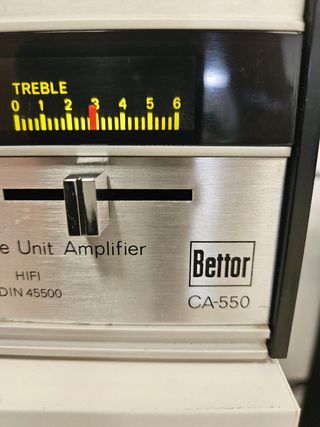 TREBLE
0 1 2 3 4 5 6
e Unit Amplifier
HIFI
DIN 45500
Bettor
CA-550